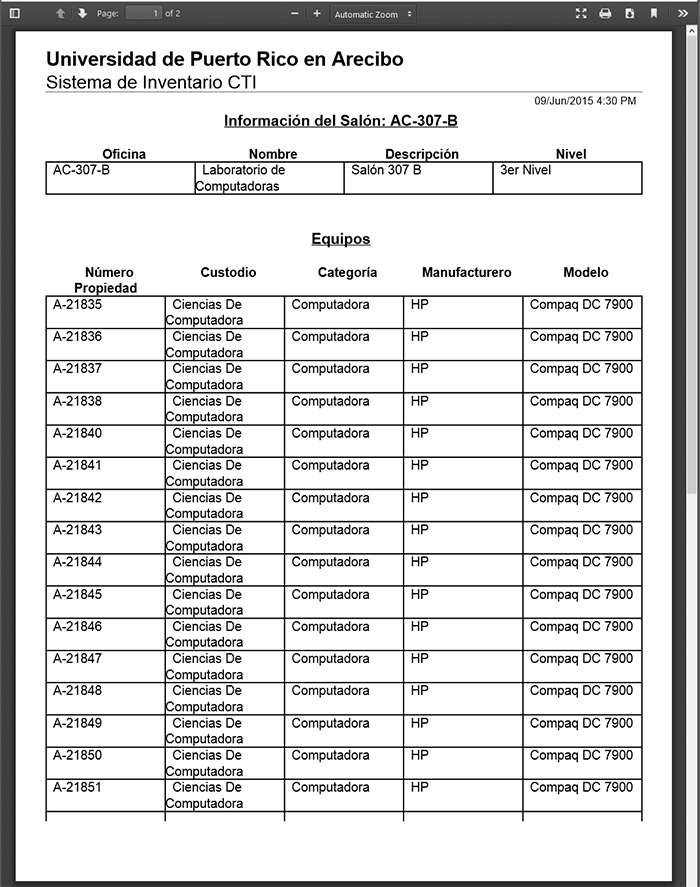 Page: 1 of 2 Automatic Zoom
Universidad de Puerto Rico en Arecibo
Sistema de Inventario CTI
09/Jun/2015 4:30 PM
Información del Salón: AC-307-B
Oficina Nombre Descripción Nivel
AC-307-B Laboratorio de Salón 307 B 3er Nivel
Computadoras
Equipos
Número Custodio Categoría Manufacturero Modelo
Propiedad
A-21835 Ciencias De Computadora HP Compaq DC 7900
Computadora
A-21836 Ciencias De Computadora HP Compaq DC 7900
Computadora
A-21837 Ciencias De Computadora HP Compaq DC 7900
Computadora
A-21838 Ciencias De Computadora HP Compaq DC 7900
Computadora
A-21840 Ciencias De Computadora HP Compaq DC 7900
Computadora
A-21841 Ciencias De Computadora HP Compaq DC 7900
Computadora
A-21842 Ciencias De Computadora HP Compaq DC 7900
Computadora
A-21843 Ciencias De Computadora HP Compaq DC 7900
Computadora
A-21844 Ciencias De Computadora HP Compaq DC 7900
Computadora
A-21845 Ciencias De Computadora HP Compaq DC 7900
Computadora
A-21846 Ciencias De Computadora HP Compaq DC 7900
Computadora
A-21847 Ciencias De Computadora HP Compaq DC 7900
Computadora
A-21848 Ciencias De Computadora HP Compaq DC 7900
Computadora
A-21849 Ciencias De Computadora HP Compaq DC 7900
Computadora
A-21850 Ciencias De Computadora HP Compaq DC 7900
Computadora
A-21851 Ciencias De Computadora HP Compaq DC 7900
Computadora